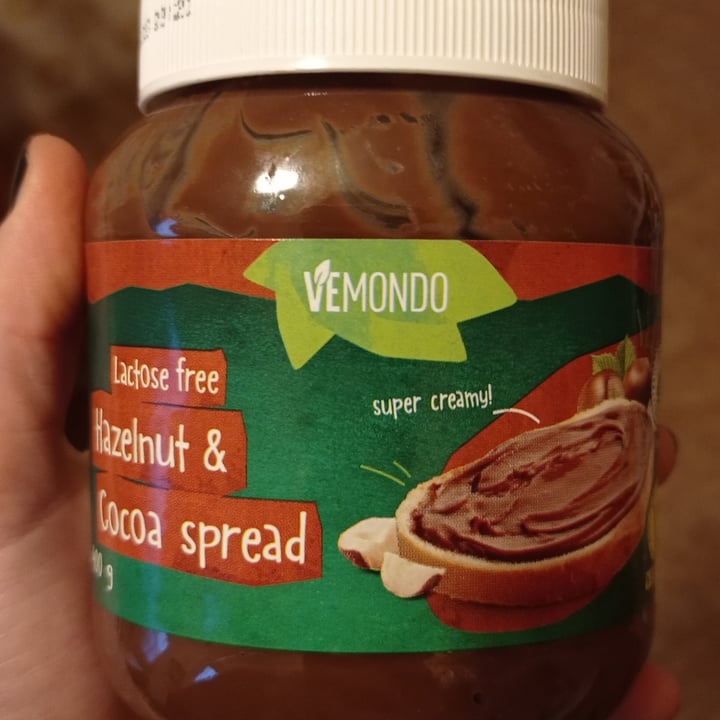 VEMONDO
Lactose free
Hazelnut &
Cocoa spread
super creamy!
g